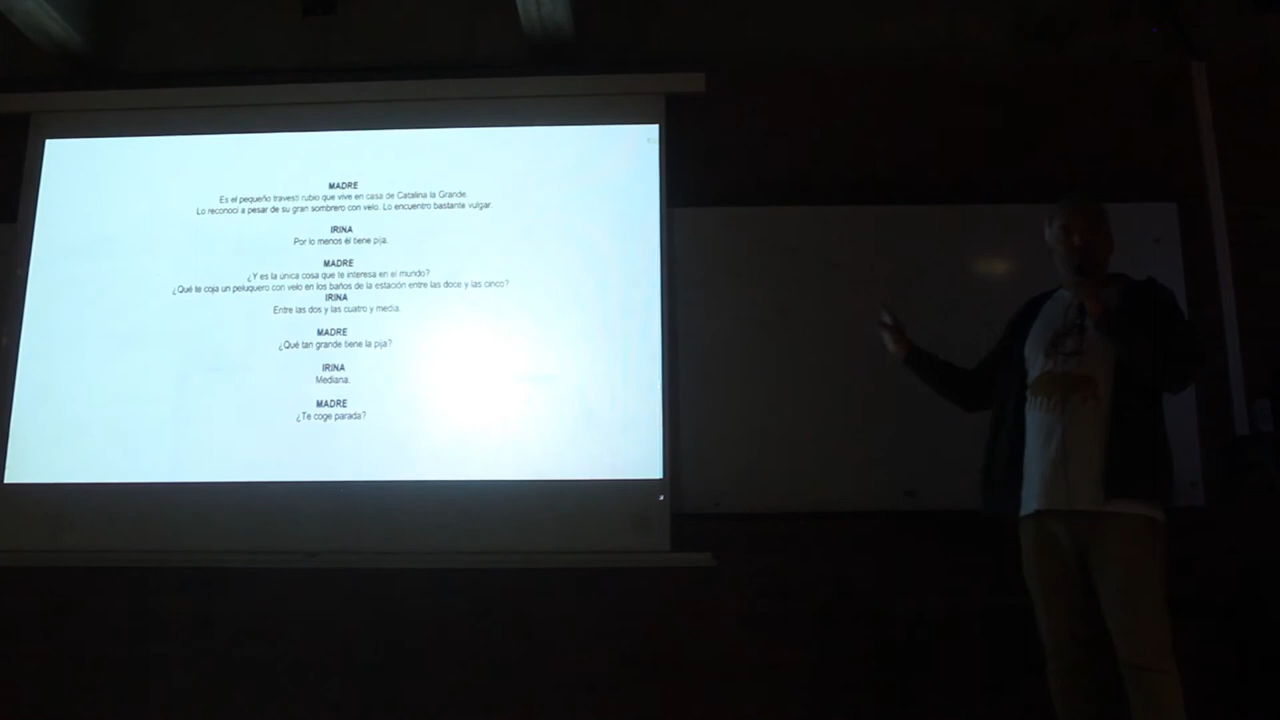 MADRE
Es el pequeño travesti rubio que vive en casa de Catalina la Grande.
Lo reconocí a pesar de su gran sombrero con velo. Lo encuentro bastante vulgar.
IRINA
Por lo menos él tiene pija.
MADRE
¿Y es la única cosa que te interesa en el mundo?
¿Qué te coja un peluquero con velo en los baños de la estación entre las doce y las cinco?
IRINA
Entre las dos y las cuatro y media.
MADRE
¿Qué tan grande tiene la pija?
IRINA
Mediana.
MADRE
¿Te coge parada?